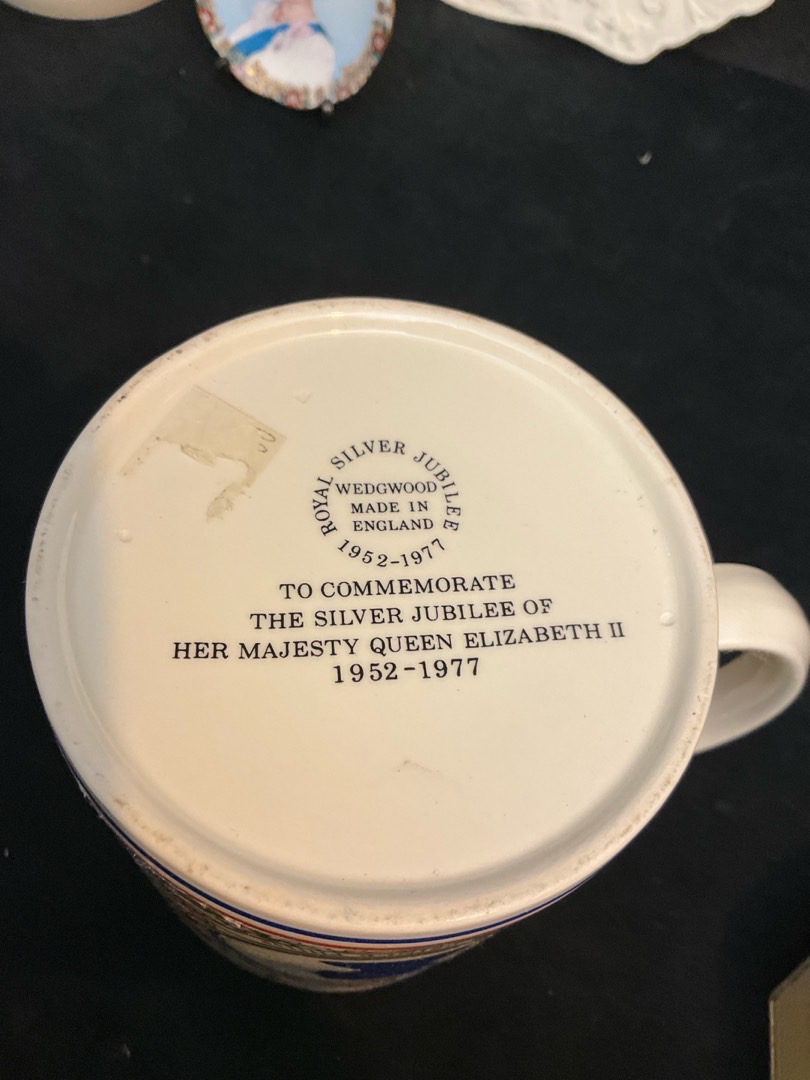 ROYAL SILVER JUBILEE
WEDGWOOD
MADE IN
ENGLAND
1952-1977
TO COMMEMORATE
THE SILVER JUBILEE OF
HER MAJESTY QUEEN ELIZABETH II
1952-1977